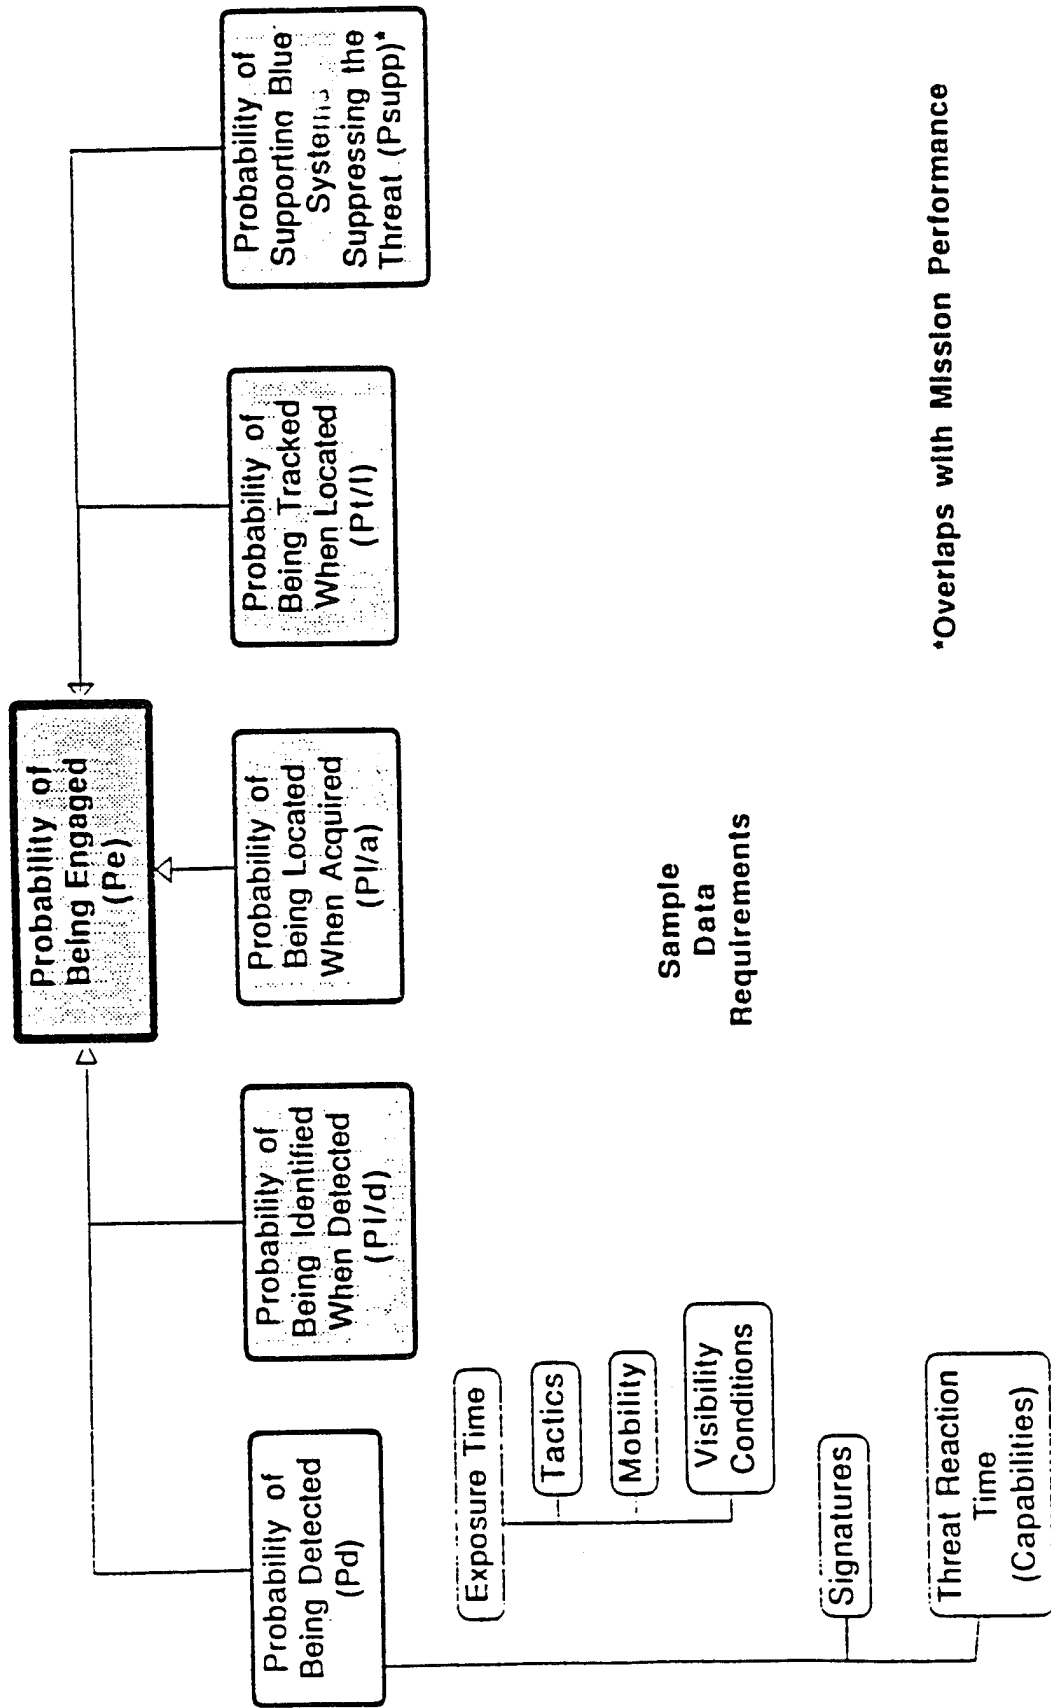 Probability of
Being Engaged
(Pe)
Probability of
Being Detected
(Pd)
Probability of
Being Identified
When Detected
(PI/d)
Probability of
Being Located
When Acquired
(Pl/a)
Probability of
Being Tracked
When Located
(Pt/l)
Probability of
Supporting Blue
Systems
Suppressing the
Threat (Psupp)*
Exposure Time
Tactics
Mobility
Visibility
Conditions
Signatures
Threat Reaction
Time
(Capabilities)
Sample
Data
Requirements
*Overlaps with Mission Performance